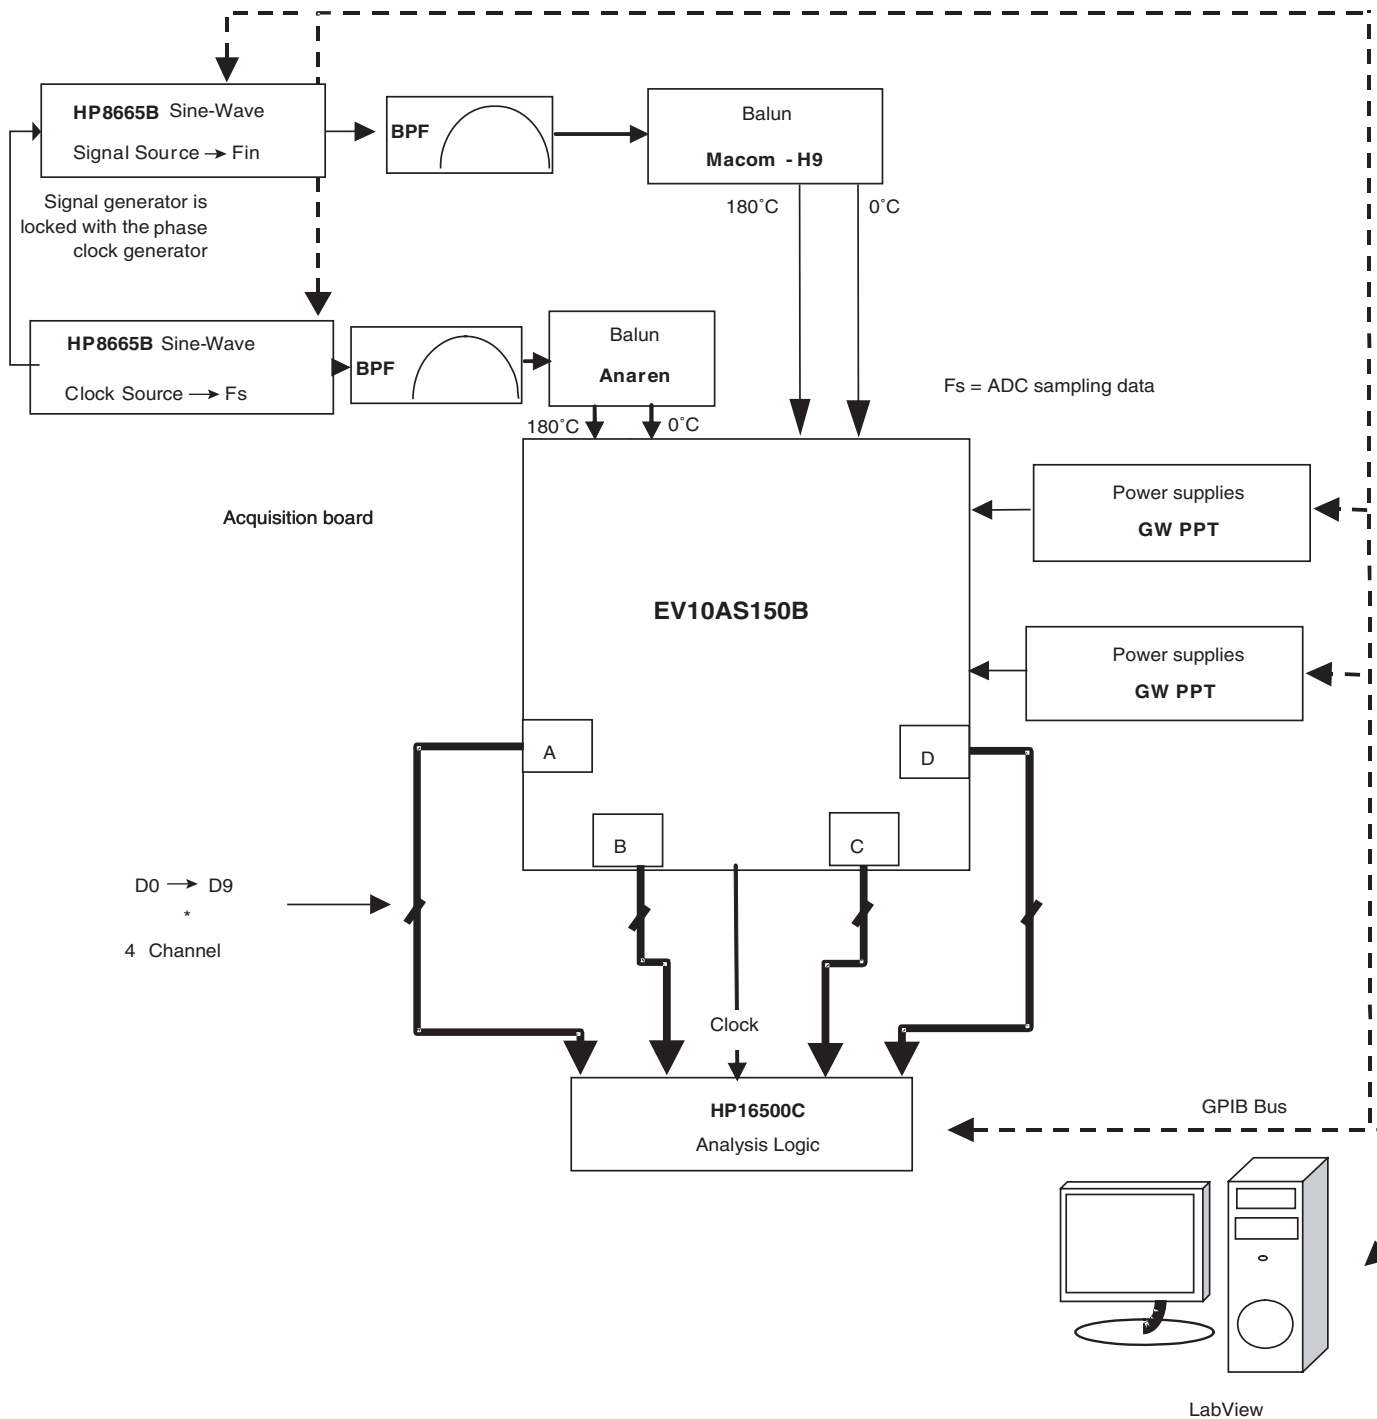 HP8665B Sine-Wave
Signal Source → Fin
BPF
Balun
Macom - H9
180˚C
0˚C
Signal generator is
locked with the phase
clock generator
HP8665B Sine-Wave
Clock Source → Fs
BPF
Balun
Anaren
180˚C
0˚C
Fs = ADC sampling data
Acquisition board
Power supplies
GW PPT
EV10AS150B
Power supplies
GW PPT
A
D
B
C
D0 → D9
*
4 Channel
Clock
HP16500C
Analysis Logic
GPIB Bus
LabView